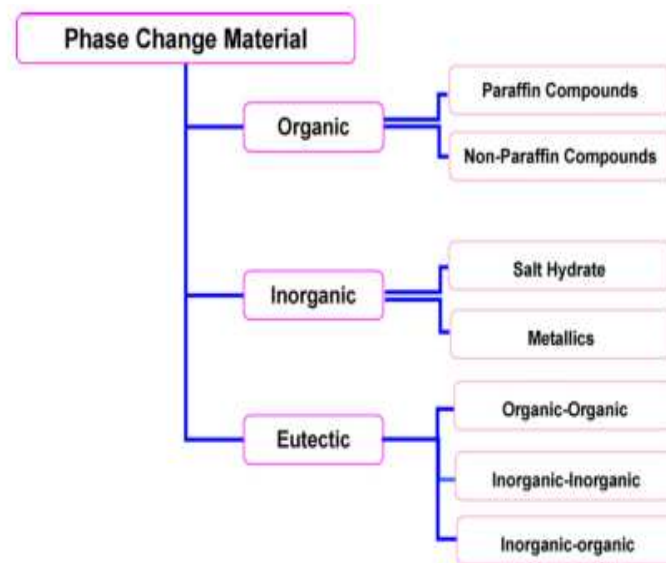 Phase Change Material
Organic
Paraffin Compounds
Non-Paraffin Compounds
Inorganic
Salt Hydrate
Metallics
Eutectic
Organic-Organic
Inorganic-Inorganic
Inorganic-organic